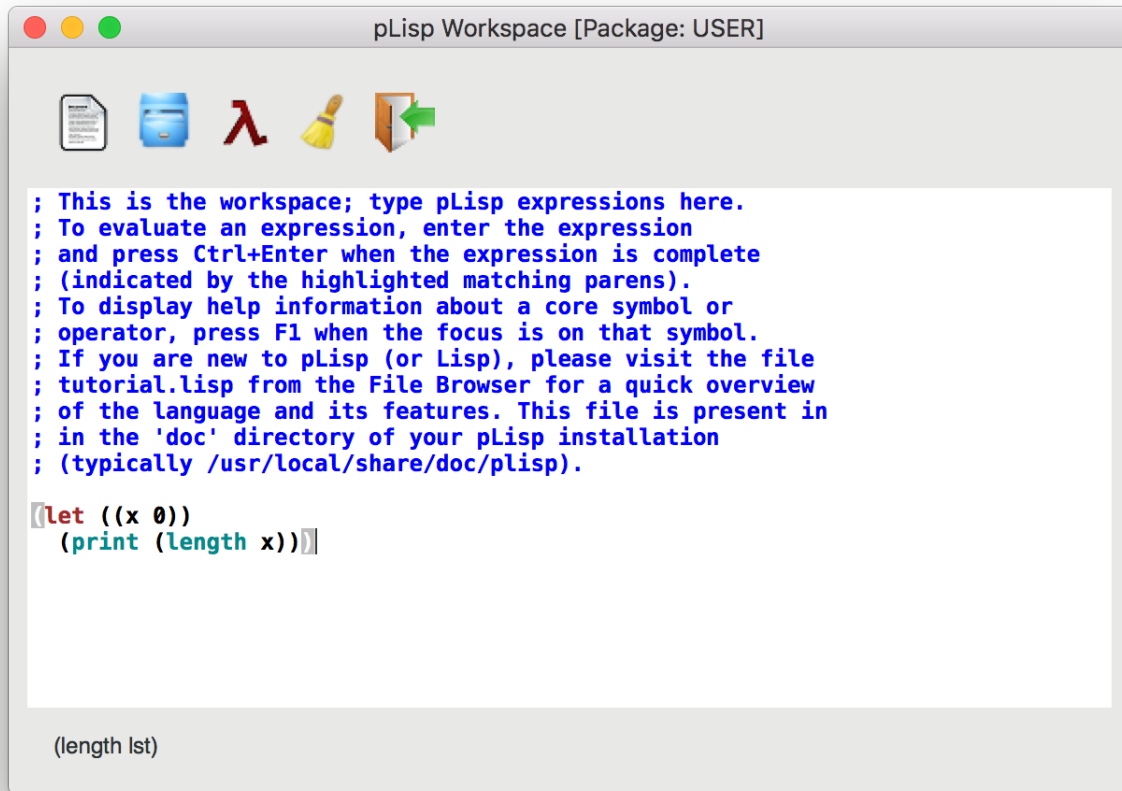 pLisp Workspace [Package: USER]
; This is the workspace; type pLisp expressions here.
; To evaluate an expression, enter the expression
; and press Ctrl+Enter when the expression is complete
; (indicated by the highlighted matching parens).
; To display help information about a core symbol or
; operator, press F1 when the focus is on that symbol.
; If you are new to pLisp (or Lisp), please visit the file
; tutorial.lisp from the File Browser for a quick overview
; of the language and its features. This file is present in
; in the 'doc' directory of your pLisp installation
; (typically /usr/local/share/doc/plisp).
(let ((x 0))
  (print (length x)))
(length lst)